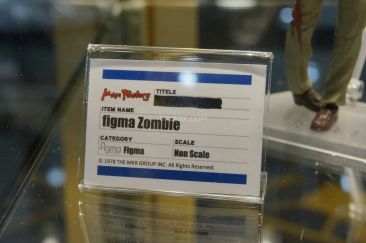 Max Factory
TITELE
ITEM NAME
figma Zombie
CATEGORY SCALE
figma Figma Non Scale
© 1978 THE MKR GROUP INC. All Rights Reserved.